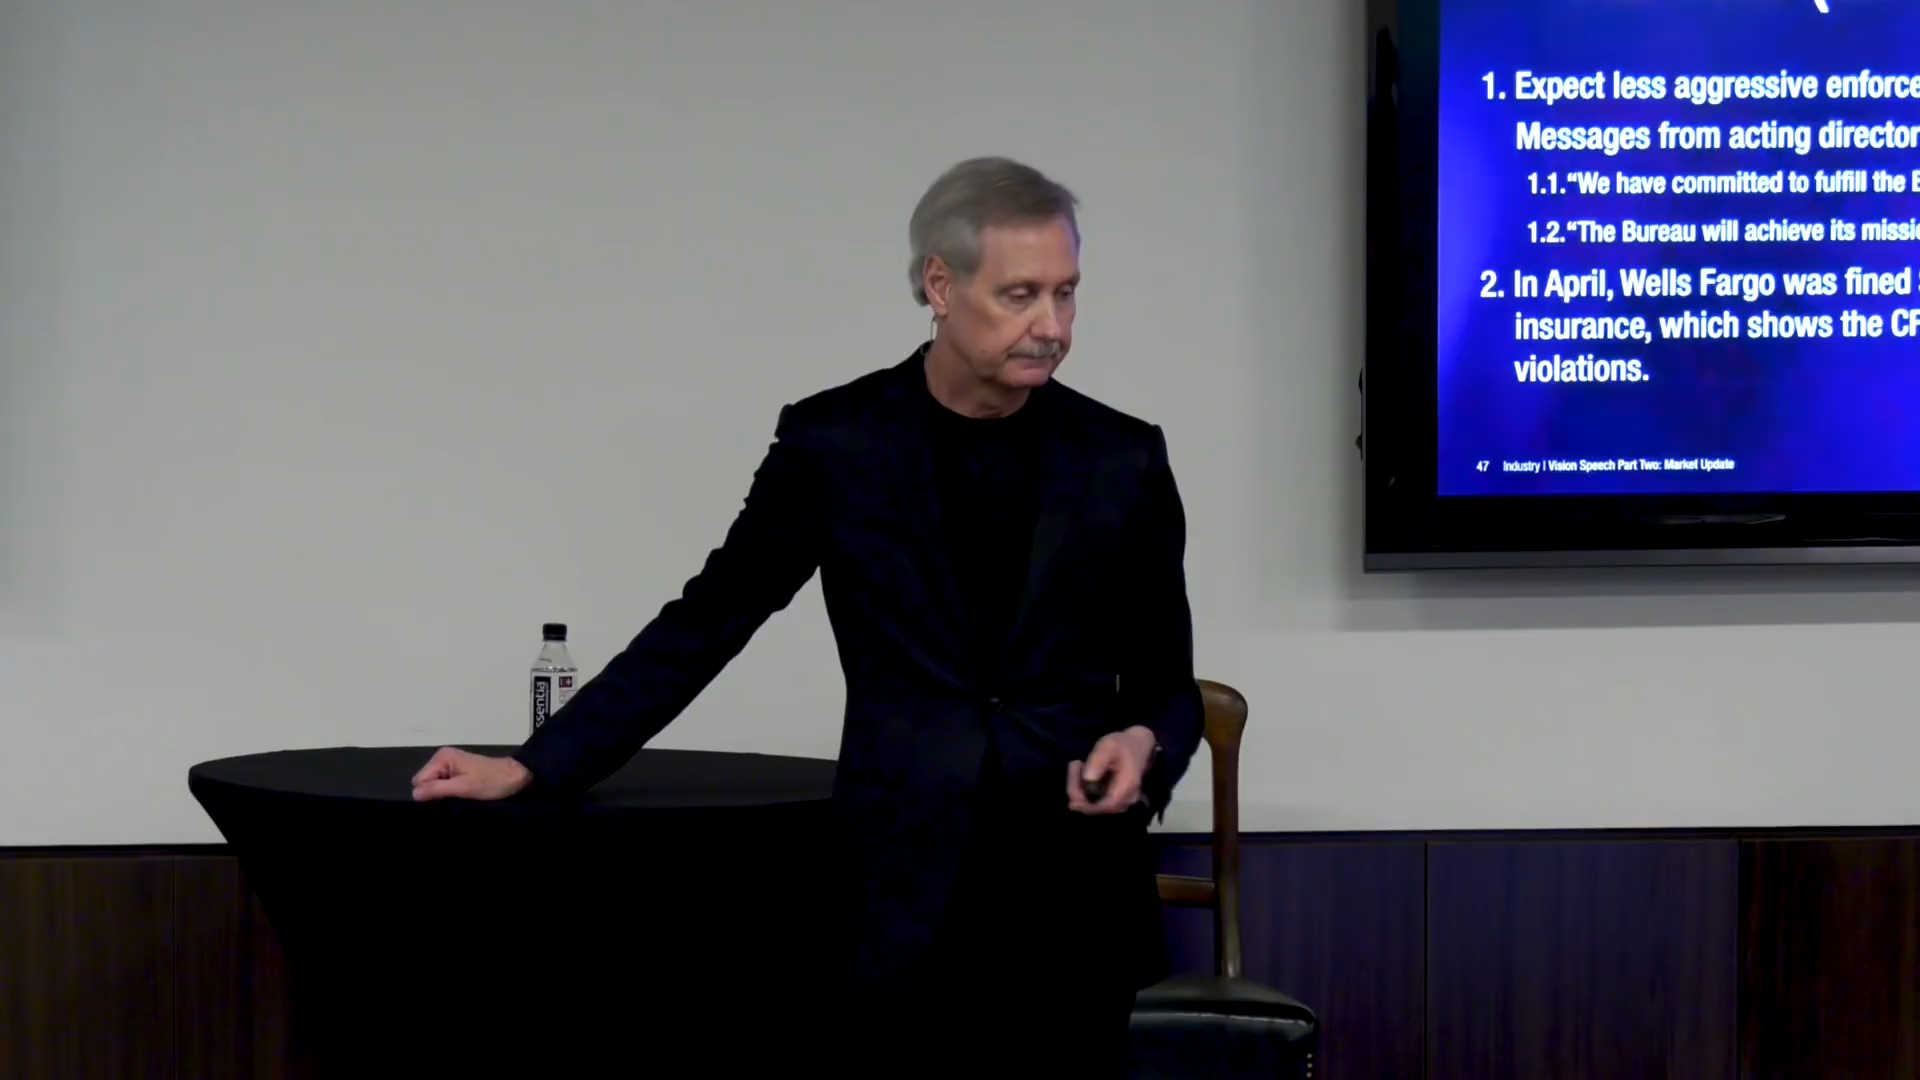 1. Expect less aggressive enforce
Messages from acting director
1.1. “We have committed to fulfill the
1.2. “The Bureau will achieve its missi
2. In April, Wells Fargo was fined
insurance, which shows the CF
violations.
47 Industry | Vision Speech Part Two: Market Update
ssentia